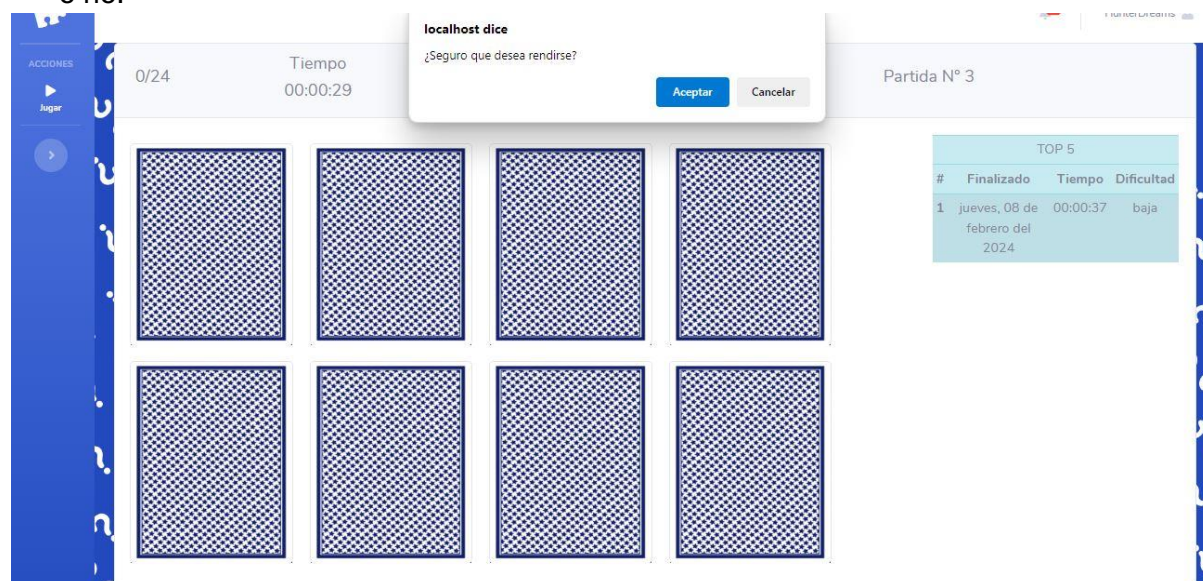 localhost dice
¿Seguro que desea rendirse?
Aceptar Cancelar
HunterDreams
ACCIONES
Jugar
0/24
Tiempo
00:00:29
Partida N° 3
TOP 5
# Finalizado Tiempo Dificultad
1 jueves, 08 de 00:00:37 baja
febrero del
2024